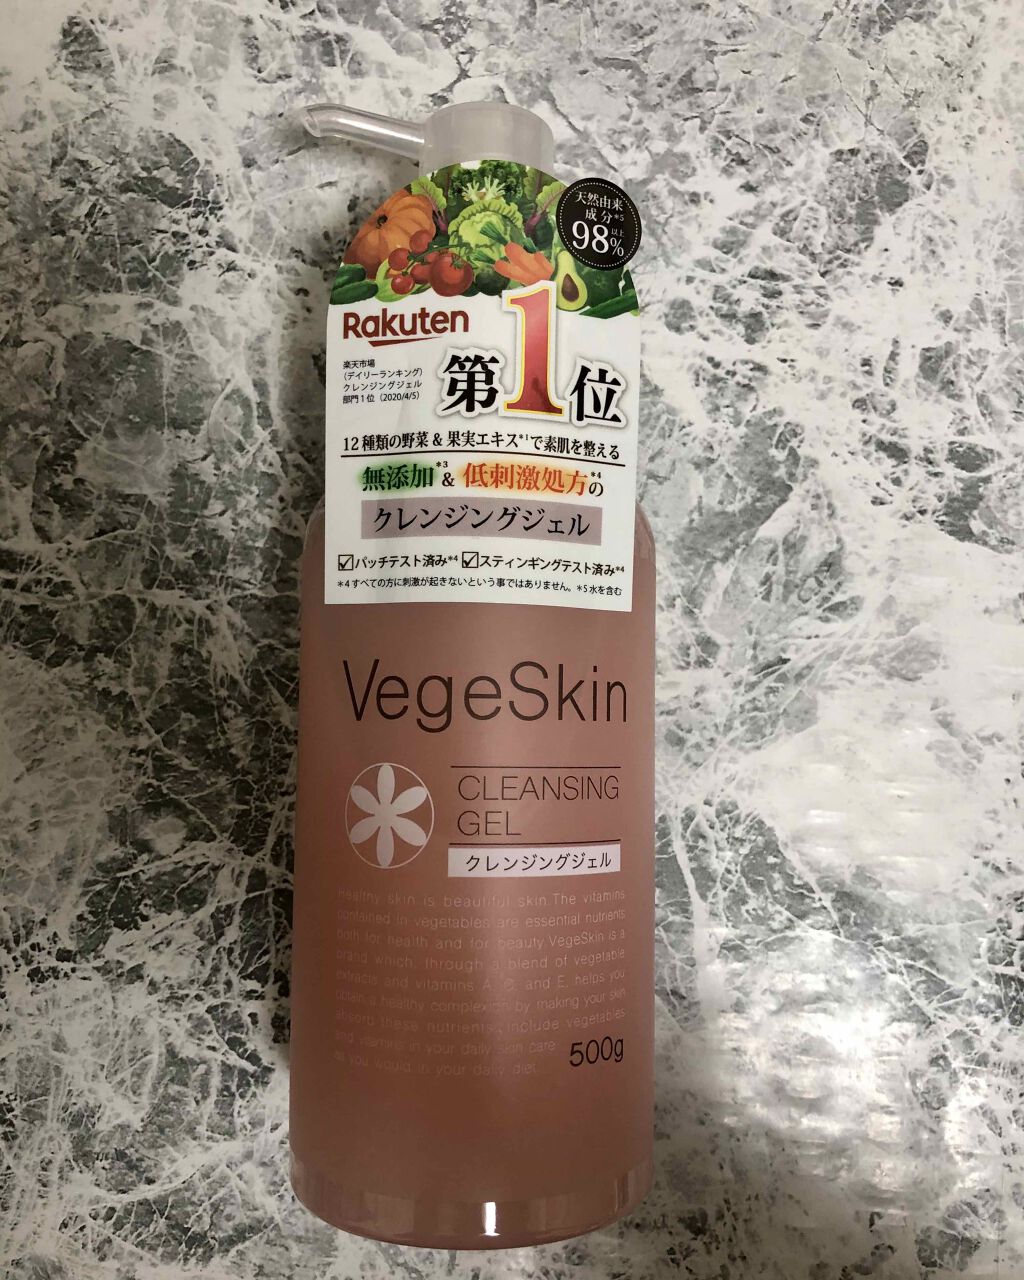 天然由来
成分*5
98%以上
Rakuten
楽天市場
(デイリーランキング)
クレンジングジェル
部門1位 (2020/4/5)
第1位
12種類の野菜&果実エキス*1で素肌を整える
無添加*3&低刺激処方*4の
クレンジングジェル
☑パッチテスト済み*4 ☑スティンギングテスト済み*4
*4 すべての方に刺激が起きないという事ではありません。*5 水を含む
VegeSkin
CLEANSING
GEL
クレンジングジェル
Healthy skin is beautiful skin.The vitamins
contained in vegetables are essential nutrients
both for health and for beauty.VegeSkin is a
brand which, through a blend of vegetable
extracts and vitamins A, C, and E, helps you
obtain a healthy complexion by making your skin
absorb these nutrients. Include vegetables
and vitamins in your daily skin care
as you would in your daily diet.
500g